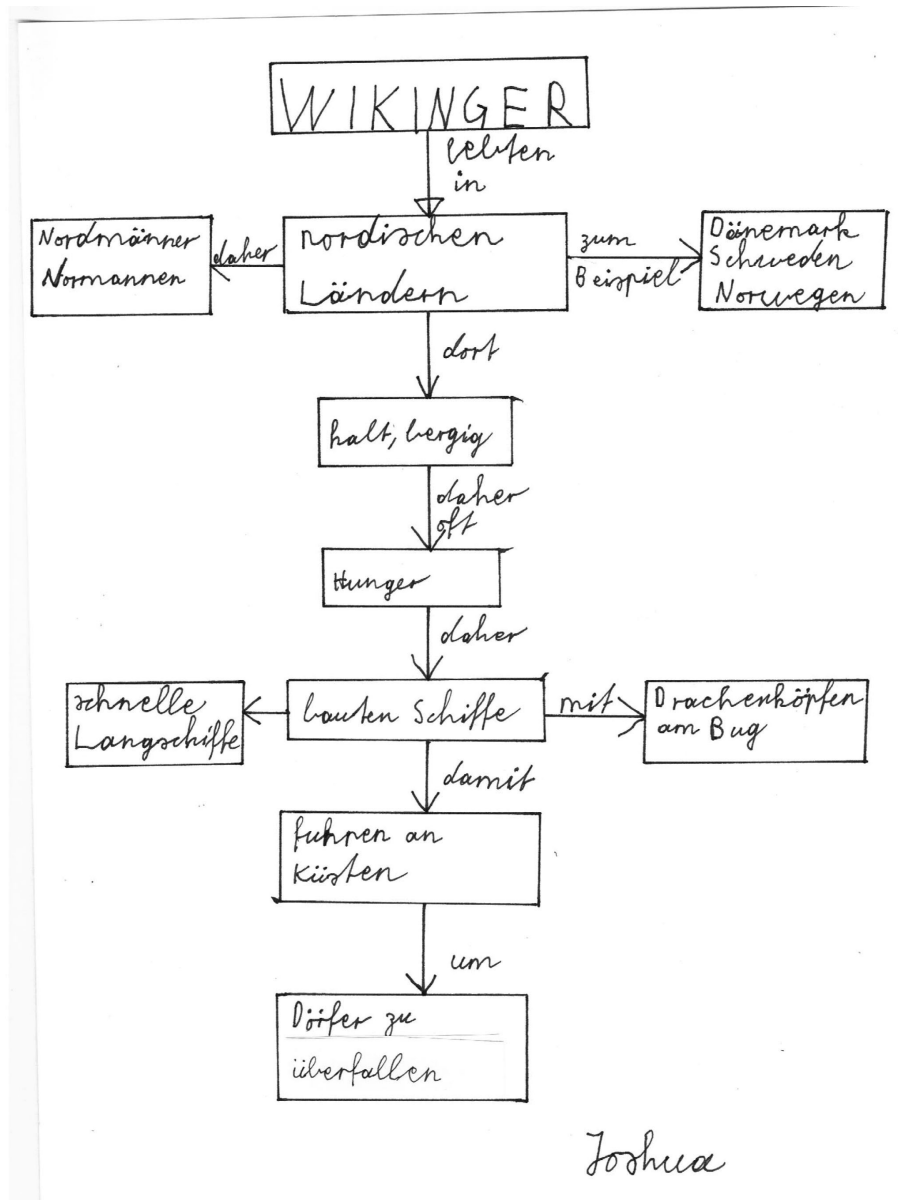 WIKINGER
lebten
in
Nordmänner
Normannen
daher
nordischen
Ländern
zum
Beispiel
Dänemark
Schweden
Norwegen
dort
kalt, bergig
daher
oft
Hunger
daher
schnelle
Langschiffe
bauten Schiffe
mit
Drachenköpfen
am Bug
damit
fuhren an
Küsten
um
Dörfer zu
überfallen
Joshua